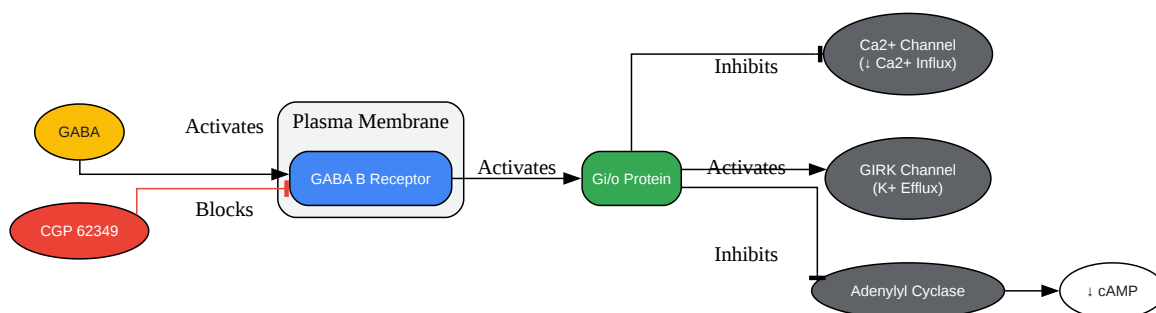 GABA
CGP 62349
Activates
Blocks
Plasma Membrane
GABA B Receptor
Activates
Gi/o Protein
Inhibits
Activates
Inhibits
Ca2+ Channel
(↓ Ca2+ Influx)
GIRK Channel
(K+ Efflux)
Adenylyl Cyclase
↓ cAMP